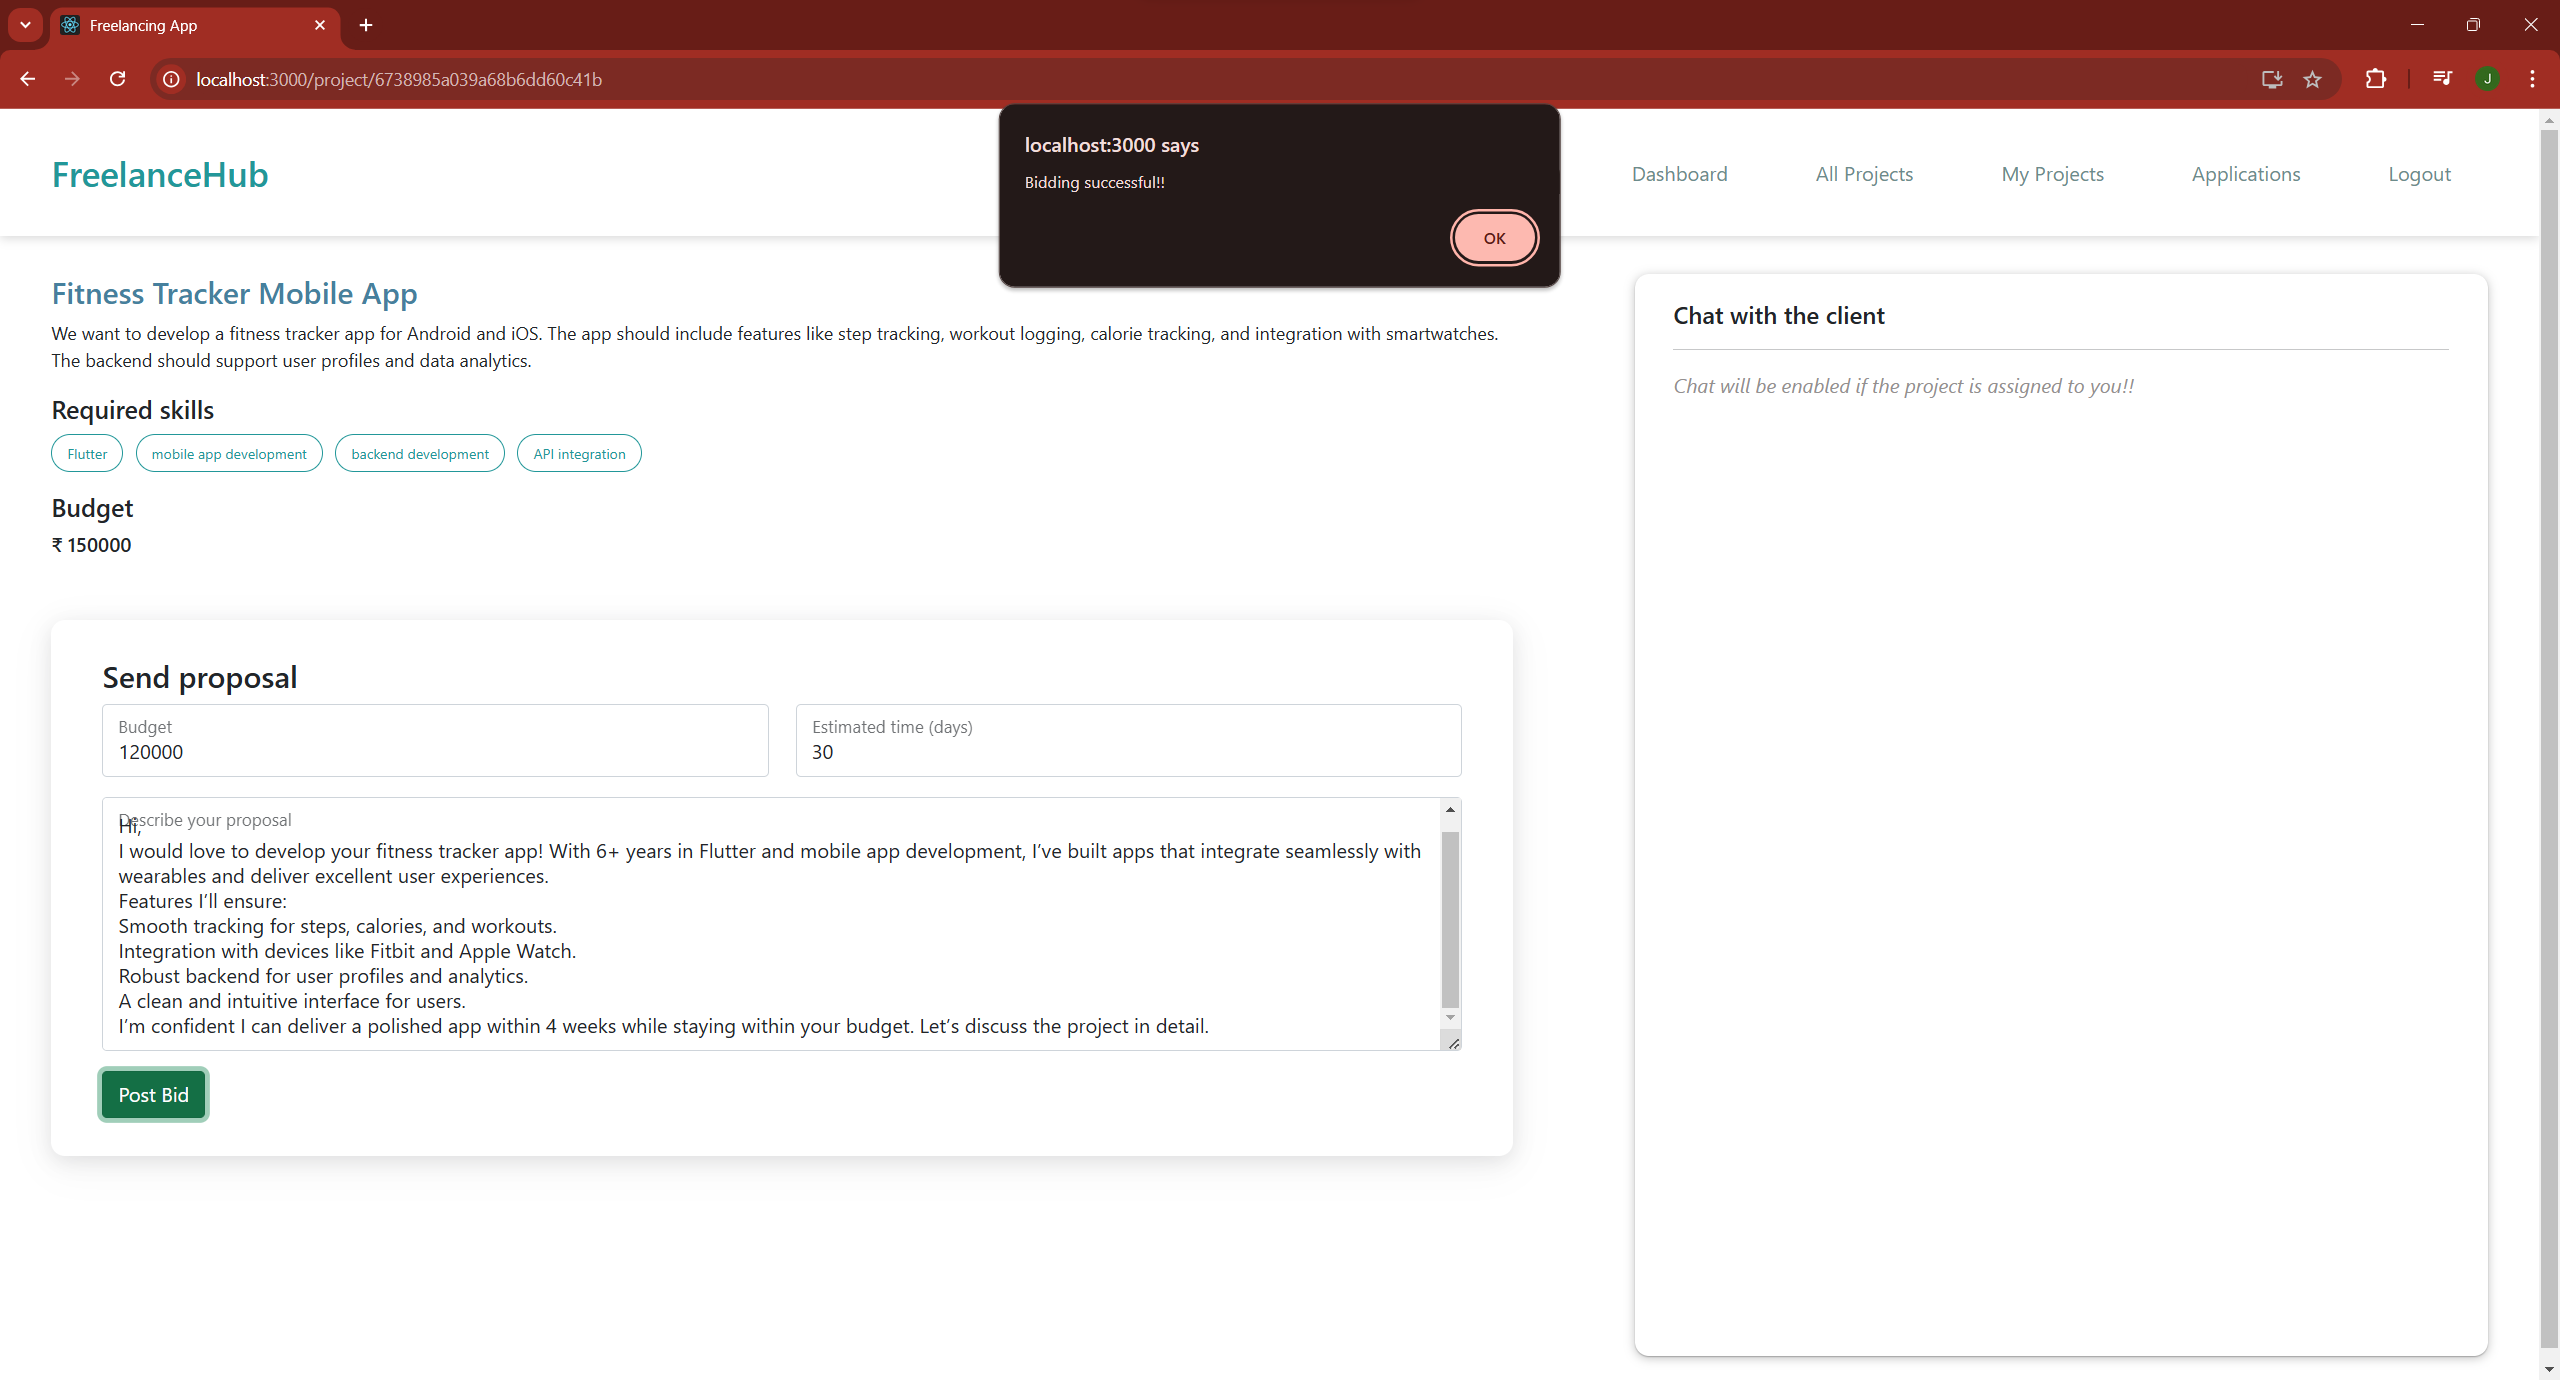 Freelancing App
localhost:3000/project/6738985a039a68b6dd60c41b
J
localhost:3000 says
Bidding successful!!
OK
FreelanceHub
Dashboard
All Projects
My Projects
Applications
Logout
Fitness Tracker Mobile App
We want to develop a fitness tracker app for Android and iOS. The app should include features like step tracking, workout logging, calorie tracking, and integration with smartwatches.
The backend should support user profiles and data analytics.
Required skills
Flutter
mobile app development
backend development
API integration
Budget
₹ 150000
Send proposal
Budget
120000
Estimated time (days)
30
Describe your proposal
Hi,
I would love to develop your fitness tracker app! With 6+ years in Flutter and mobile app development, I’ve built apps that integrate seamlessly with
wearables and deliver excellent user experiences.
Features I’ll ensure:
Smooth tracking for steps, calories, and workouts.
Integration with devices like Fitbit and Apple Watch.
Robust backend for user profiles and analytics.
A clean and intuitive interface for users.
I’m confident I can deliver a polished app within 4 weeks while staying within your budget. Let’s discuss the project in detail.
Post Bid
Chat with the client
Chat will be enabled if the project is assigned to you!!